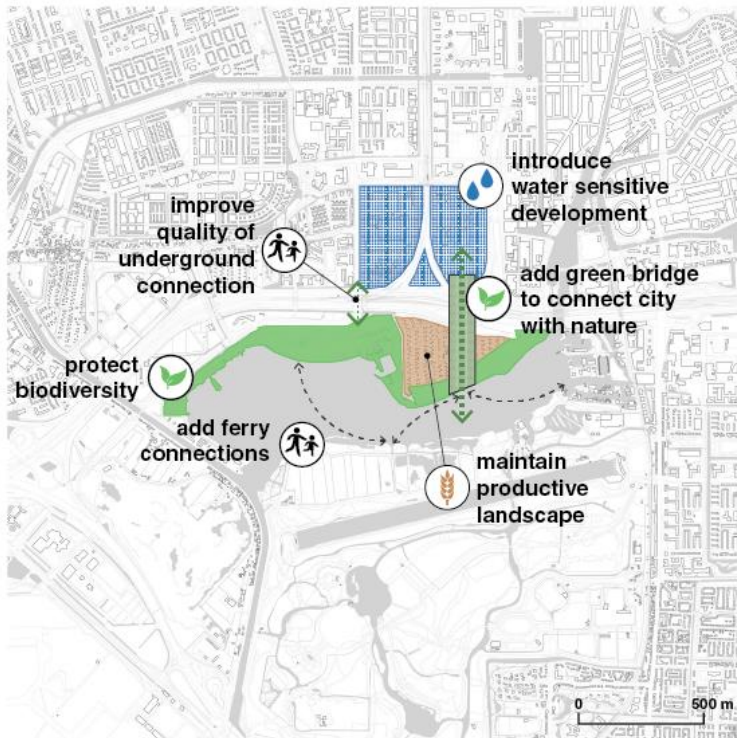 introduce
water sensitive
development
improve
quality of
underground
connection
add green bridge
to connect city
with nature
protect
biodiversity
add ferry
connections
maintain
productive
landscape
0 500 m